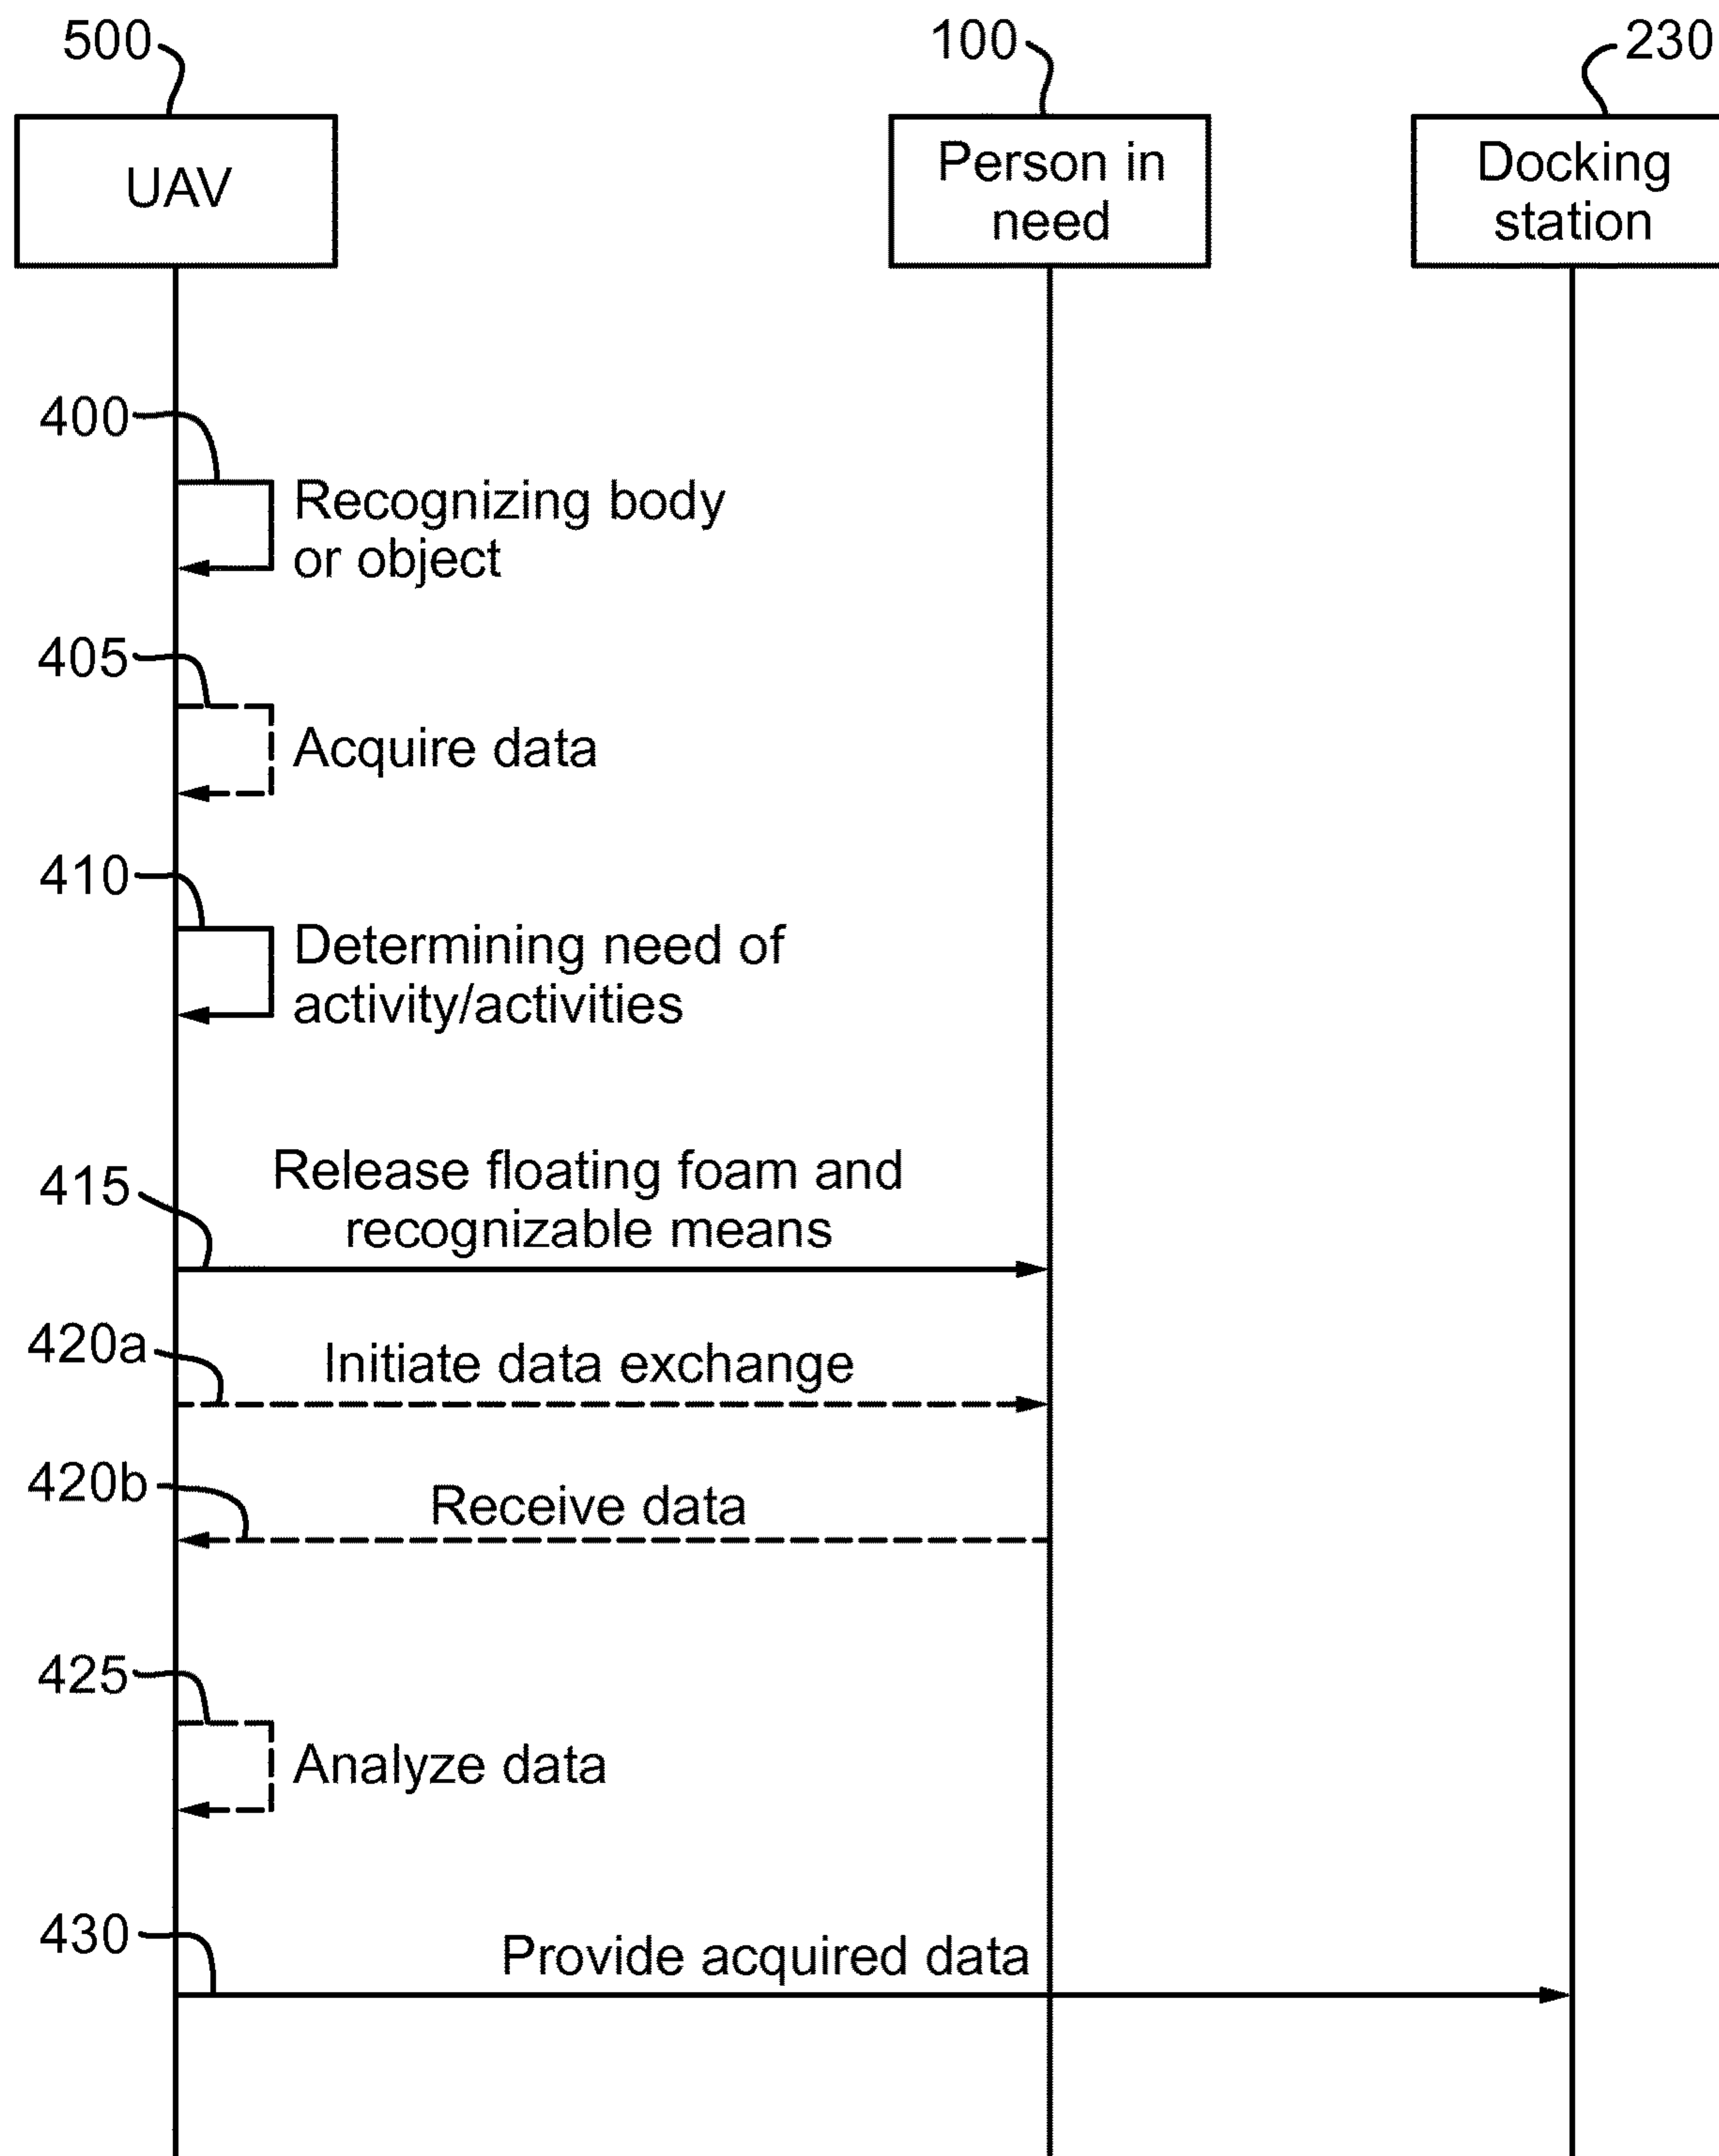 500
100
230
UAV
Person in
need
Docking
station
400
Recognizing body
or object
405
Acquire data
410
Determining need of
activity/activities
415
Release floating foam and
recognizable means
420a
Initiate data exchange
420b
Receive data
425
Analyze data
430
Provide acquired data